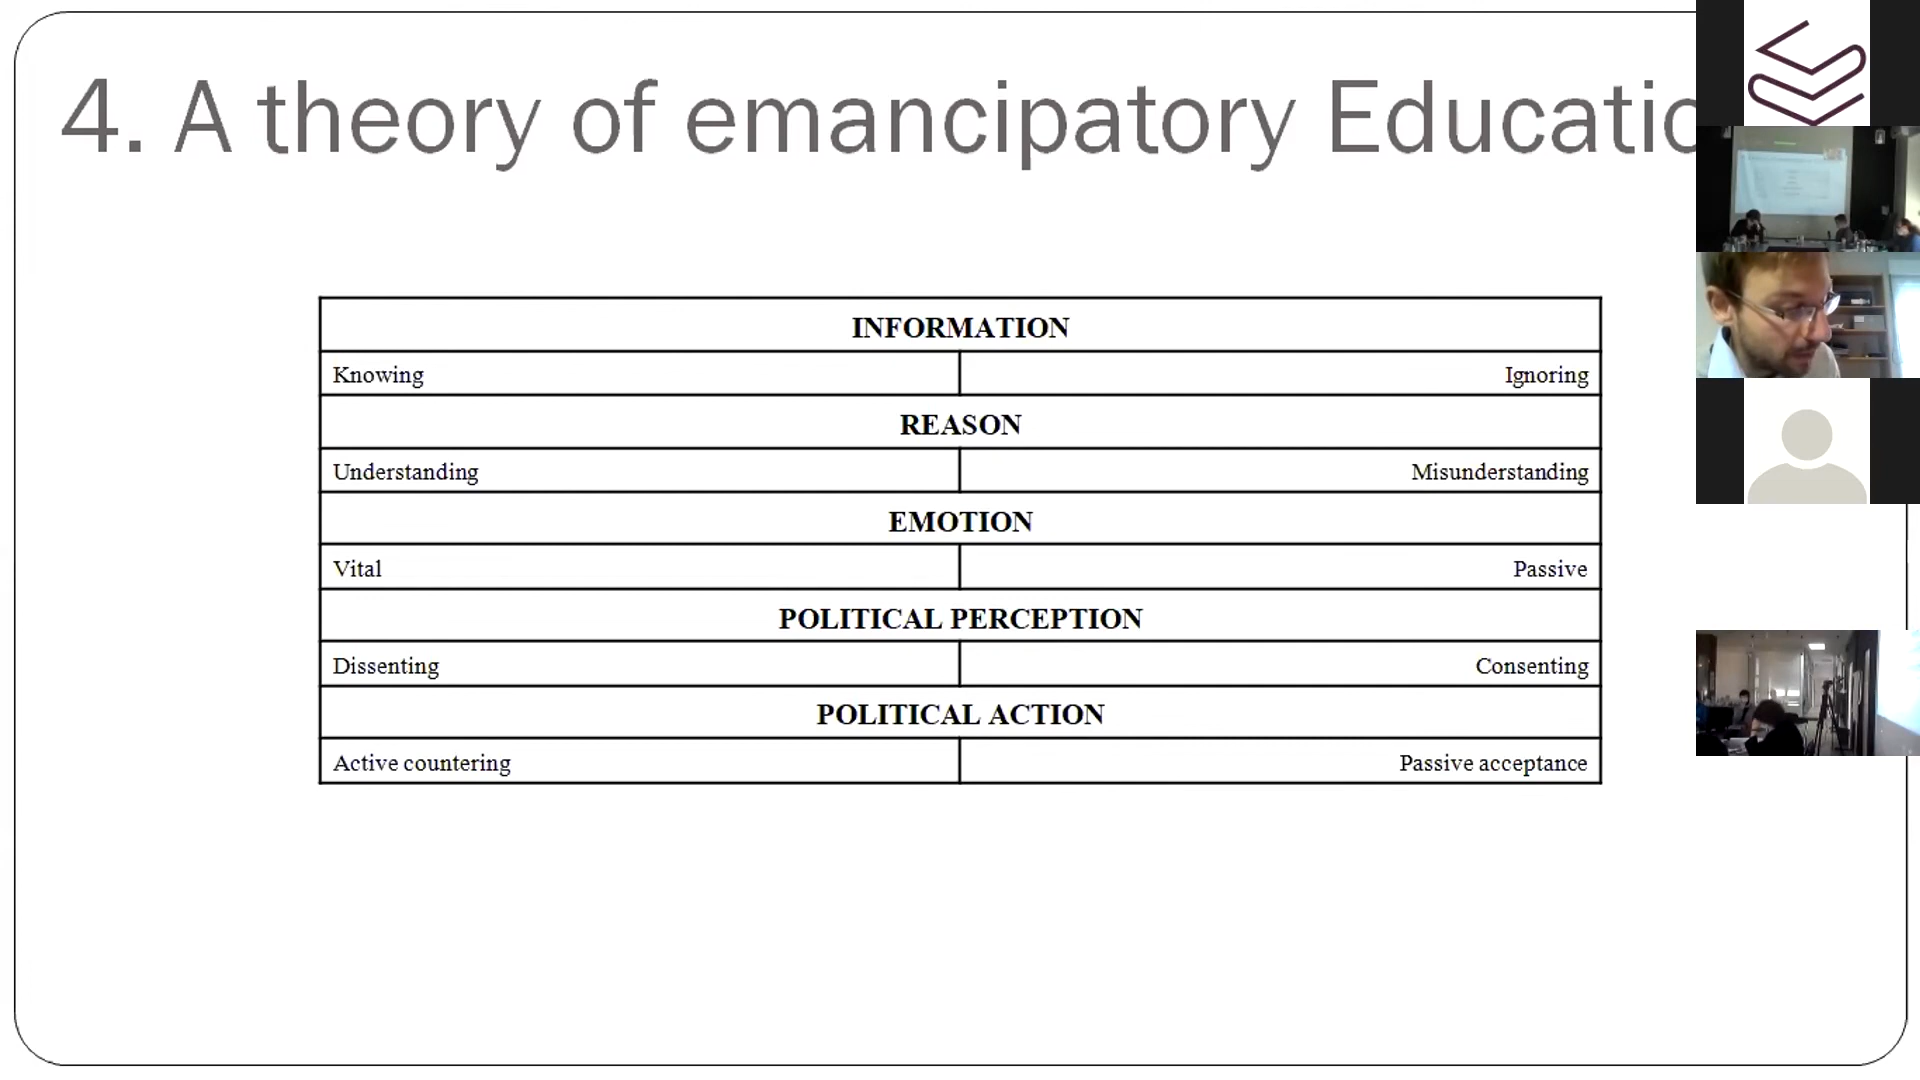 4. A theory of emancipatory Educatio
INFORMATION
Knowing Ignoring
REASON
Understanding Misunderstanding
EMOTION
Vital Passive
POLITICAL PERCEPTION
Dissenting Consenting
POLITICAL ACTION
Active countering Passive acceptance